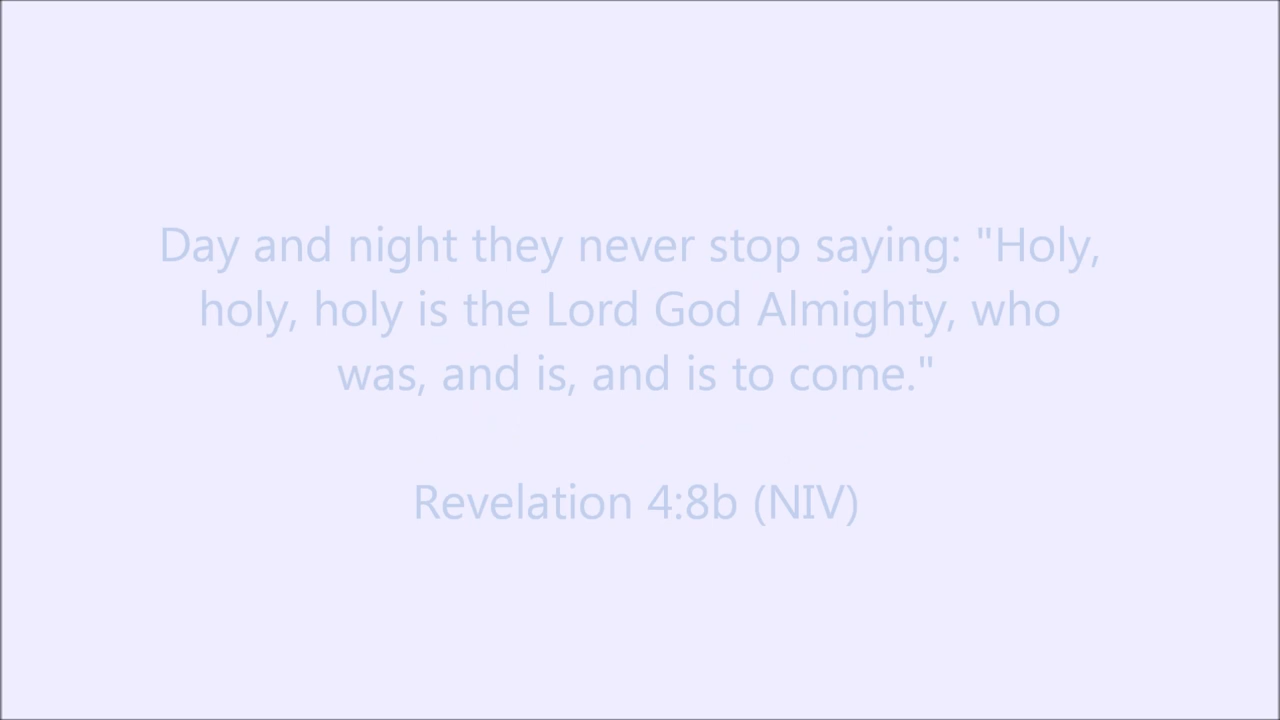 Day and night they never stop saying: "Holy,
holy, holy is the Lord God Almighty, who
was, and is, and is to come."
Revelation 4:8b (NIV)